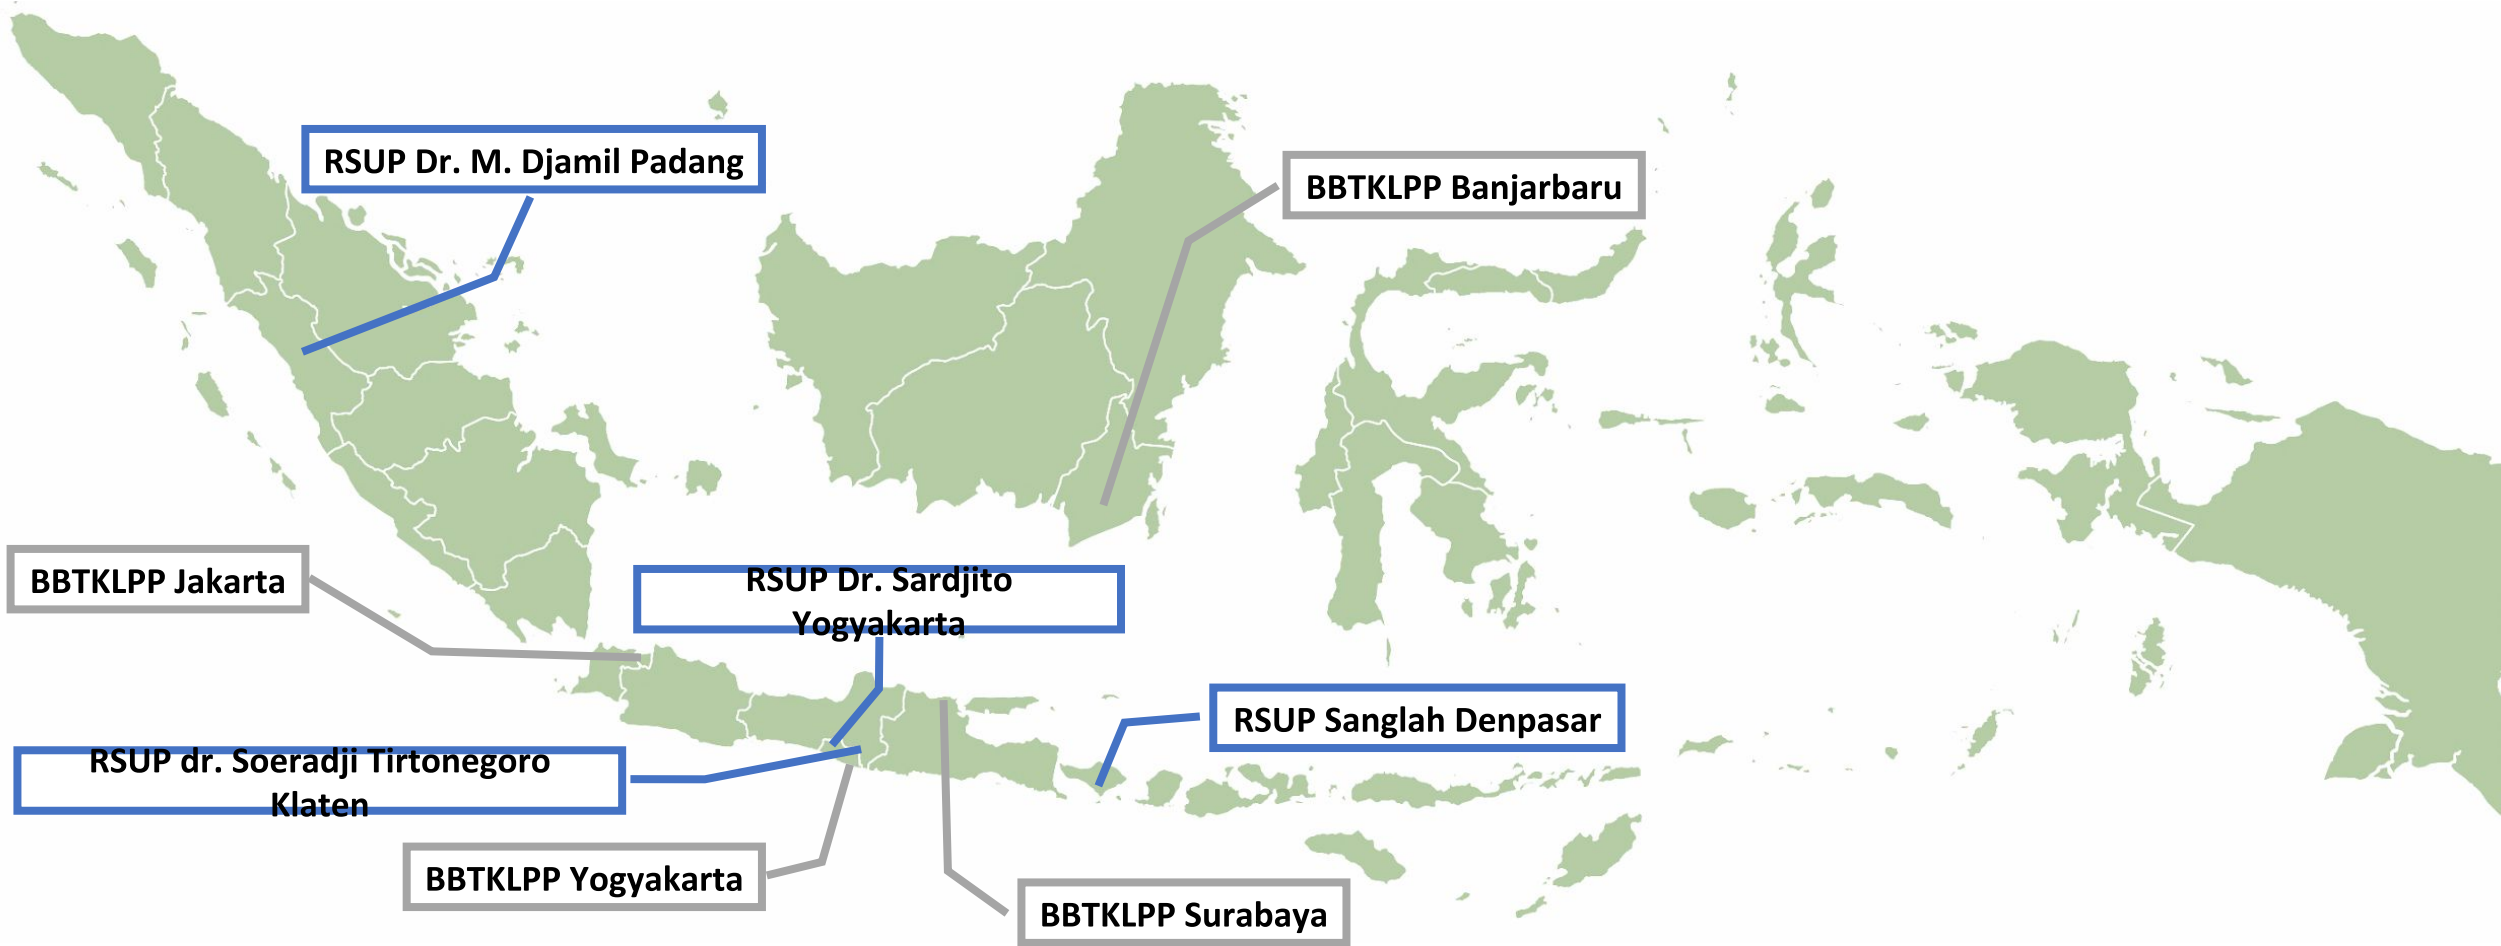 RSUP Dr. M. Djamil Padang
BBTKLPP Banjarbaru
BBTKLPP Jakarta
RSUP Dr. Sardjito
Yogyakarta
RSUP Sanglah Denpasar
RSUP dr. Soeradji Tirtonegoro
Klaten
BBTKLPP Yogyakarta
BBTKLPP Surabaya